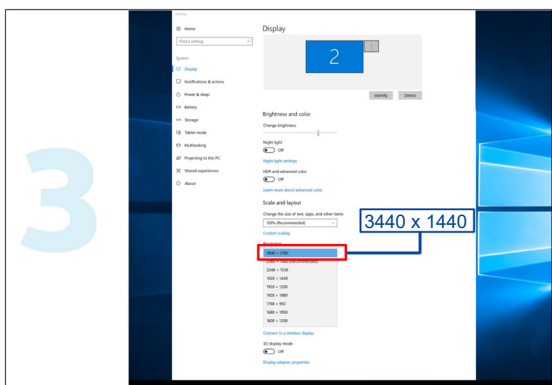 Settings
3
Home
Display
Find a setting
System
Display
Notifications & actions
Power & sleep
Battery
Storage
Tablet mode
Multitasking
Projecting to this PC
Shared experiences
About
2
1
Identify
Detect
Brightness and color
Change brightness
Night light
Off
Night light settings
HDR and advanced color
Off
Learn more about advanced color
Scale and layout
Change the size of text, apps, and other items
100% (Recommended)
Custom scaling
Resolution
3440 x 1440
2048 × 1536
1920 × 1440
1920 × 1200
1920 × 1080
1768 × 992
1680 × 1050
1600 × 1200
Connect to a wireless display
3D display mode
Off
Display adapter properties